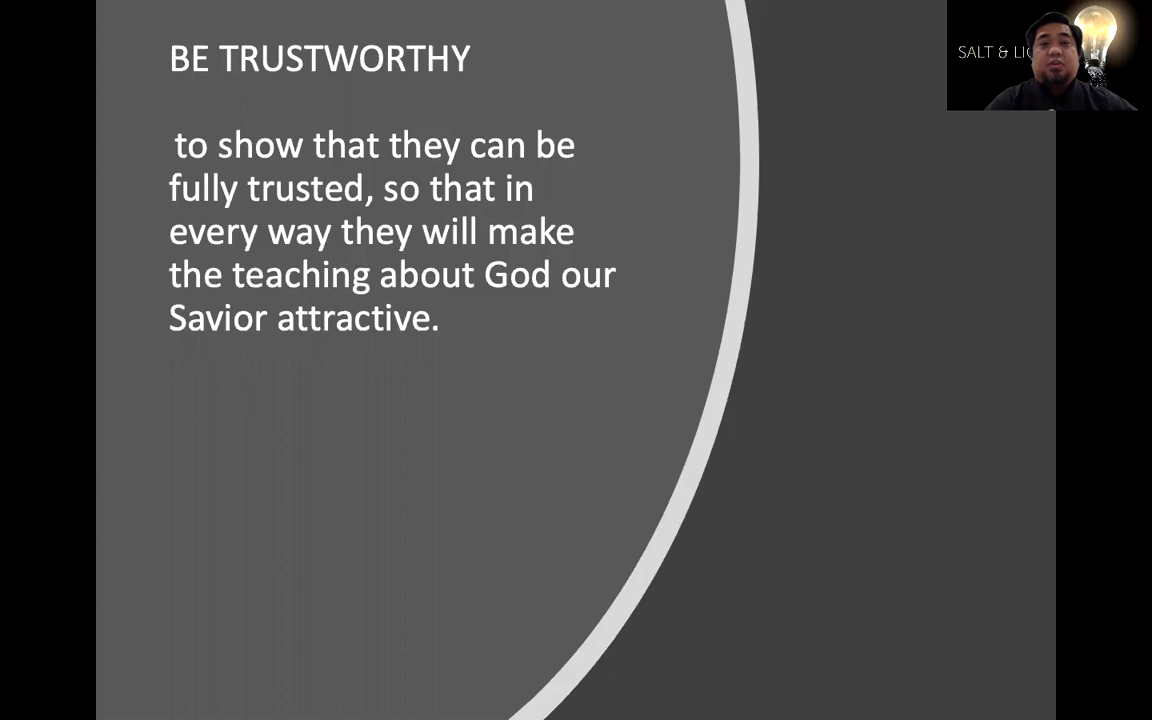 BE TRUSTWORTHY
to show that they can be
fully trusted, so that in
every way they will make
the teaching about God our
Savior attractive.
SALT &